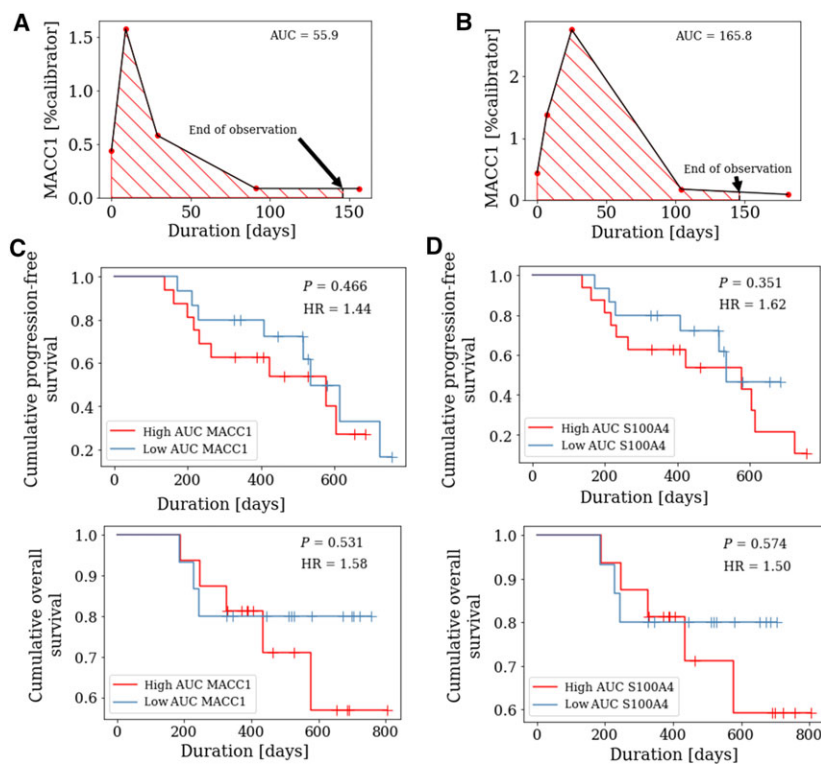 A
AUC = 55.9
MACC1 [%calibrator]
1.5
1.0
0.5
0.0
End of observation
0
50
100
150
Duration [days]
B
AUC = 165.8
MACC1 [%calibrator]
2
1
0
End of observation
0
50
100
150
Duration [days]
C
P = 0.466
HR = 1.44
Cumulative progression-free
survival
1.0
0.8
0.6
0.4
0.2
High AUC MACC1
Low AUC MACC1
0
200
400
600
Duration [days]
D
P = 0.351
HR = 1.62
Cumulative progression-free
survival
1.0
0.8
0.6
0.4
0.2
High AUC S100A4
Low AUC S100A4
0
200
400
600
Duration [days]
P = 0.531
HR = 1.58
Cumulative overall
survival
1.0
0.9
0.8
0.7
0.6
High AUC MACC1
Low AUC MACC1
0
200
400
600
800
Duration [days]
P = 0.574
HR = 1.50
Cumulative overall
survival
1.0
0.9
0.8
0.7
0.6
High AUC S100A4
Low AUC S100A4
0
200
400
600
800
Duration [days]